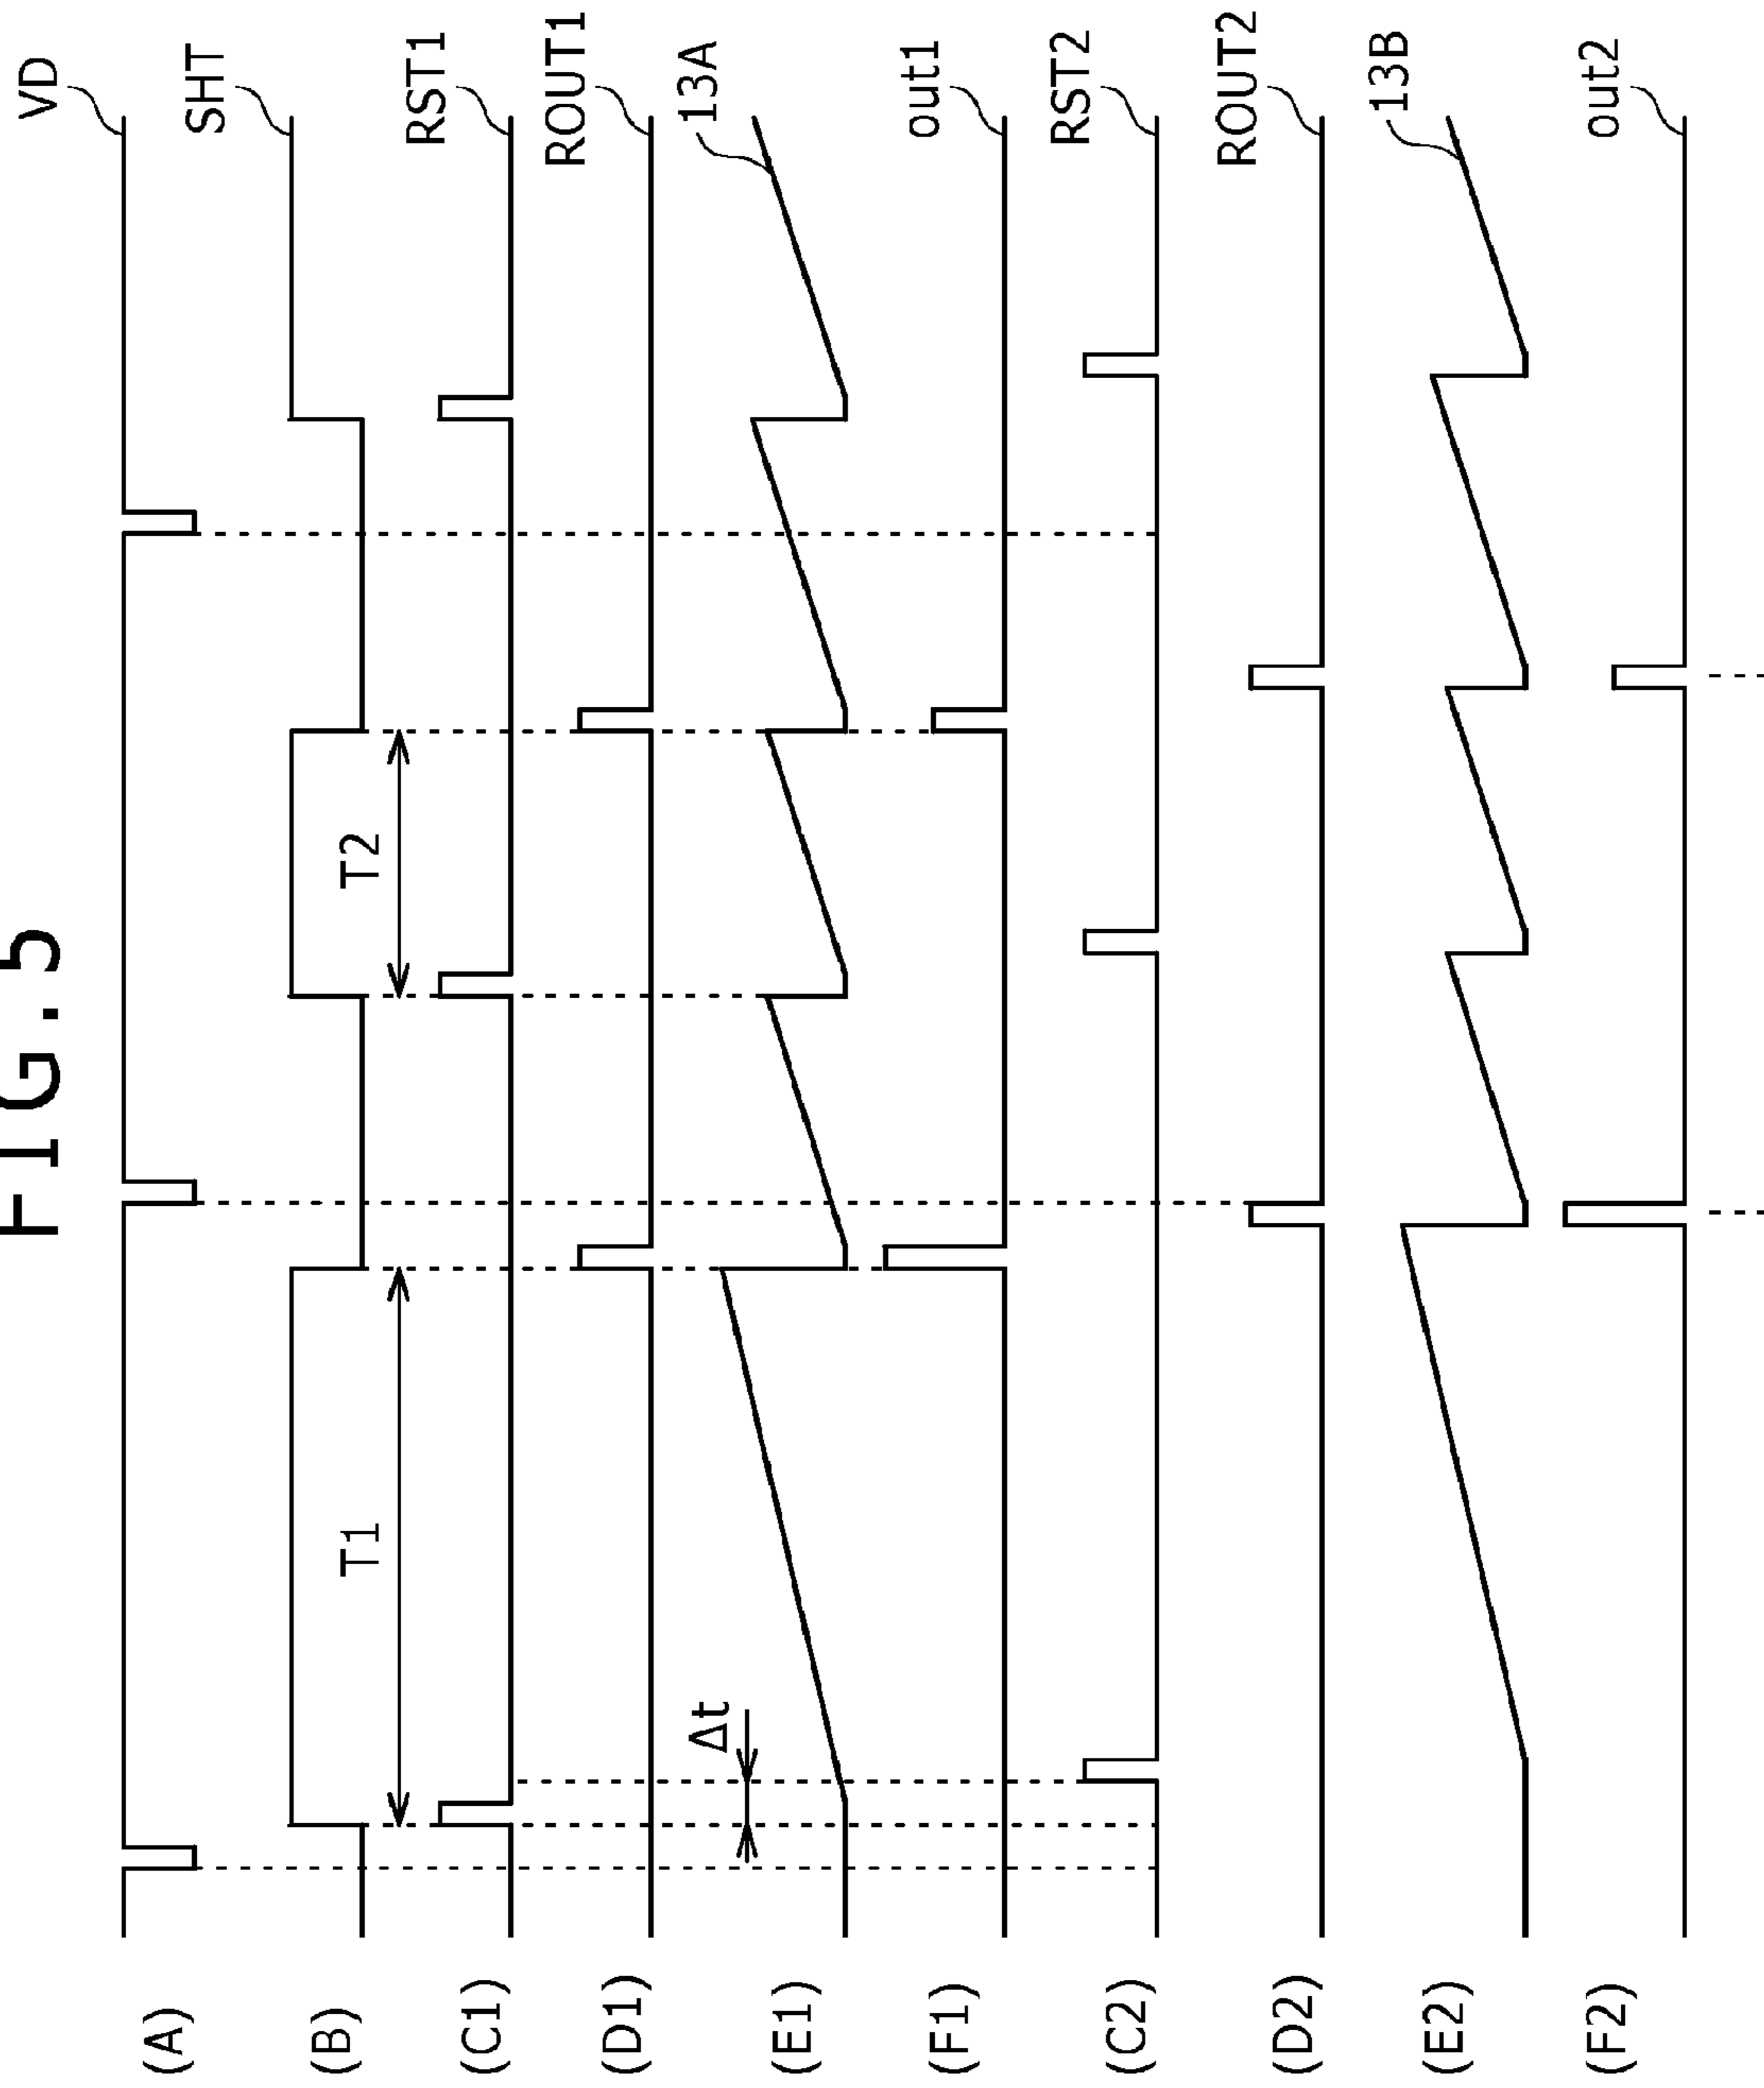 FIG.5
(A) VD
(B) SHT
T1 T2
(C1) RST1
(D1) ROUT1
(E1) 13A
Δt
(F1) out1
(C2) RST2
(D2) ROUT2
(E2) 13B
(F2) out2